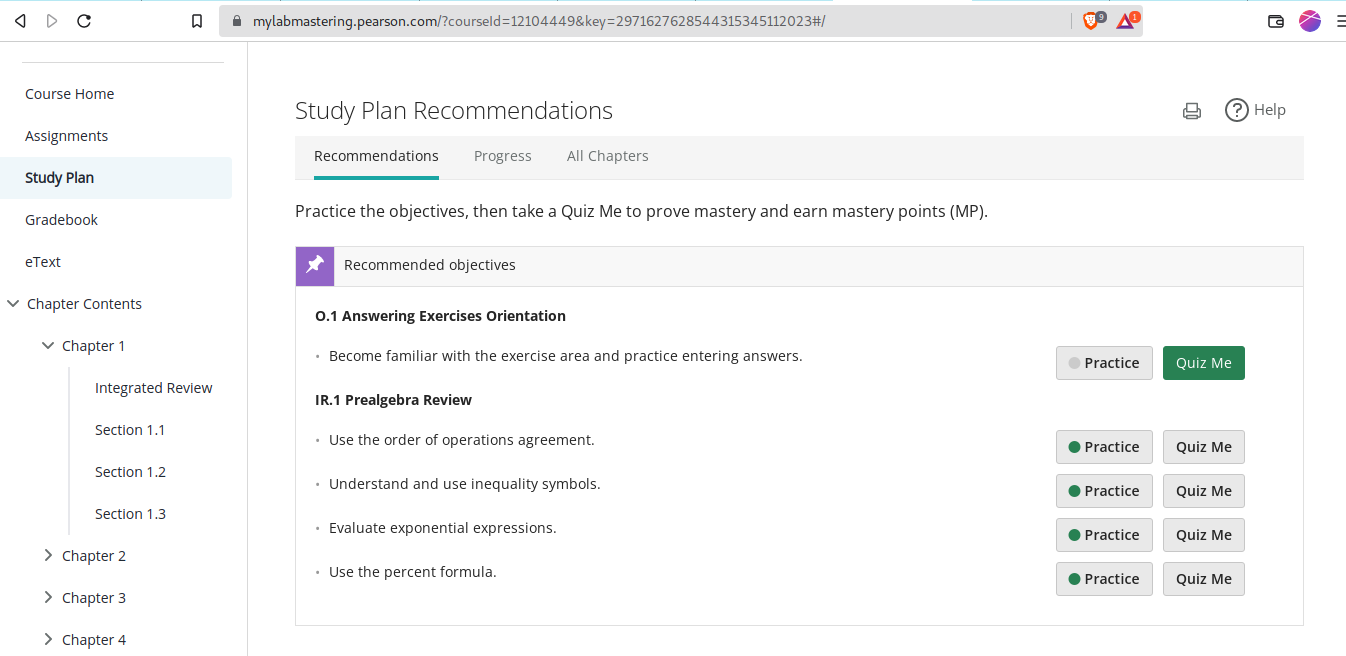 mylabmastering.pearson.com/?courseId=12104449&key=2971627628544315345112023#/
9
1
Course Home
Assignments
Study Plan
Gradebook
eText
Chapter Contents
Chapter 1
Integrated Review
Section 1.1
Section 1.2
Section 1.3
Chapter 2
Chapter 3
Chapter 4
Study Plan Recommendations
? Help
Recommendations Progress All Chapters
Practice the objectives, then take a Quiz Me to prove mastery and earn mastery points (MP).
Recommended objectives
O.1 Answering Exercises Orientation
• Become familiar with the exercise area and practice entering answers. Practice Quiz Me
IR.1 Prealgebra Review
• Use the order of operations agreement. Practice Quiz Me
• Understand and use inequality symbols. Practice Quiz Me
• Evaluate exponential expressions. Practice Quiz Me
• Use the percent formula. Practice Quiz Me